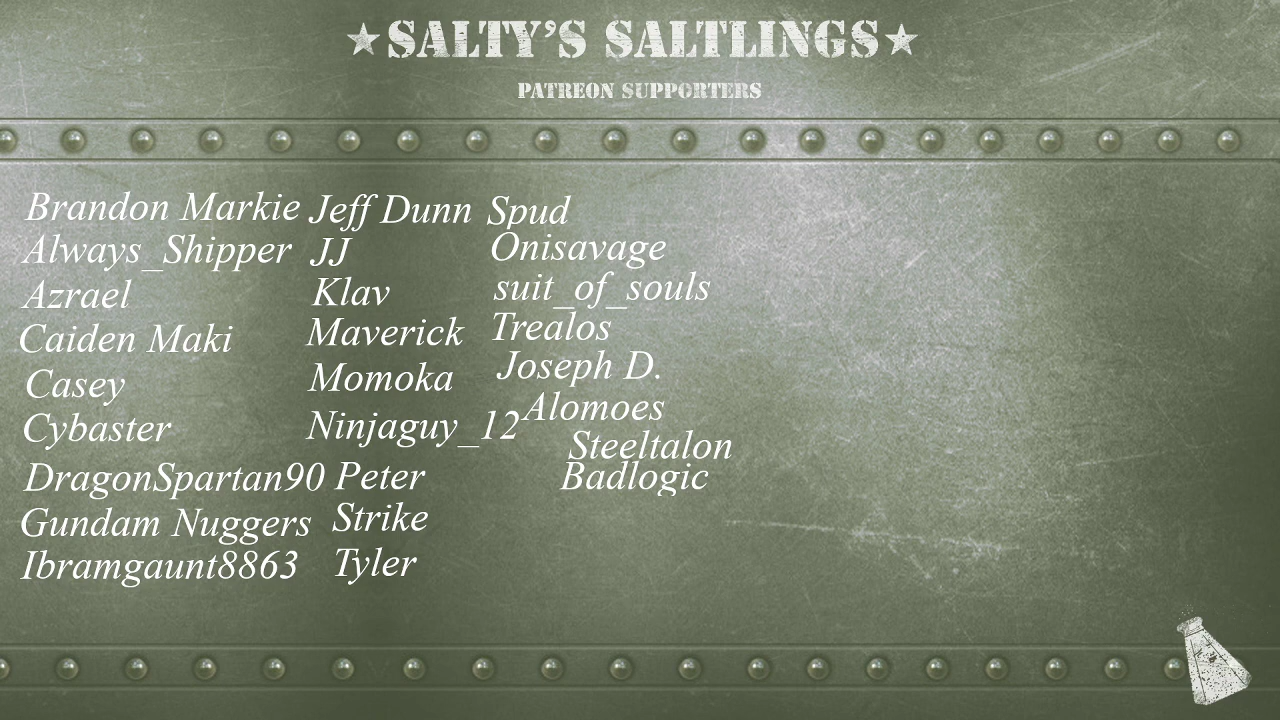 ★SALTY'S SALTLINGS★
PATREON SUPPORTERS
Brandon Markie
Always_Shipper
Azrael
Caiden Maki
Casey
Cybaster
DragonSpartan90
Gundam Nuggers
Ibramgaunt8863
Jeff Dunn
JJ
Klav
Maverick
Momoka
Ninjaguy_12
Peter
Strike
Tyler
Spud
Onisavage
suit_of_souls
Trealos
Joseph D.
Alomoes
Steeltalon
Badlogic